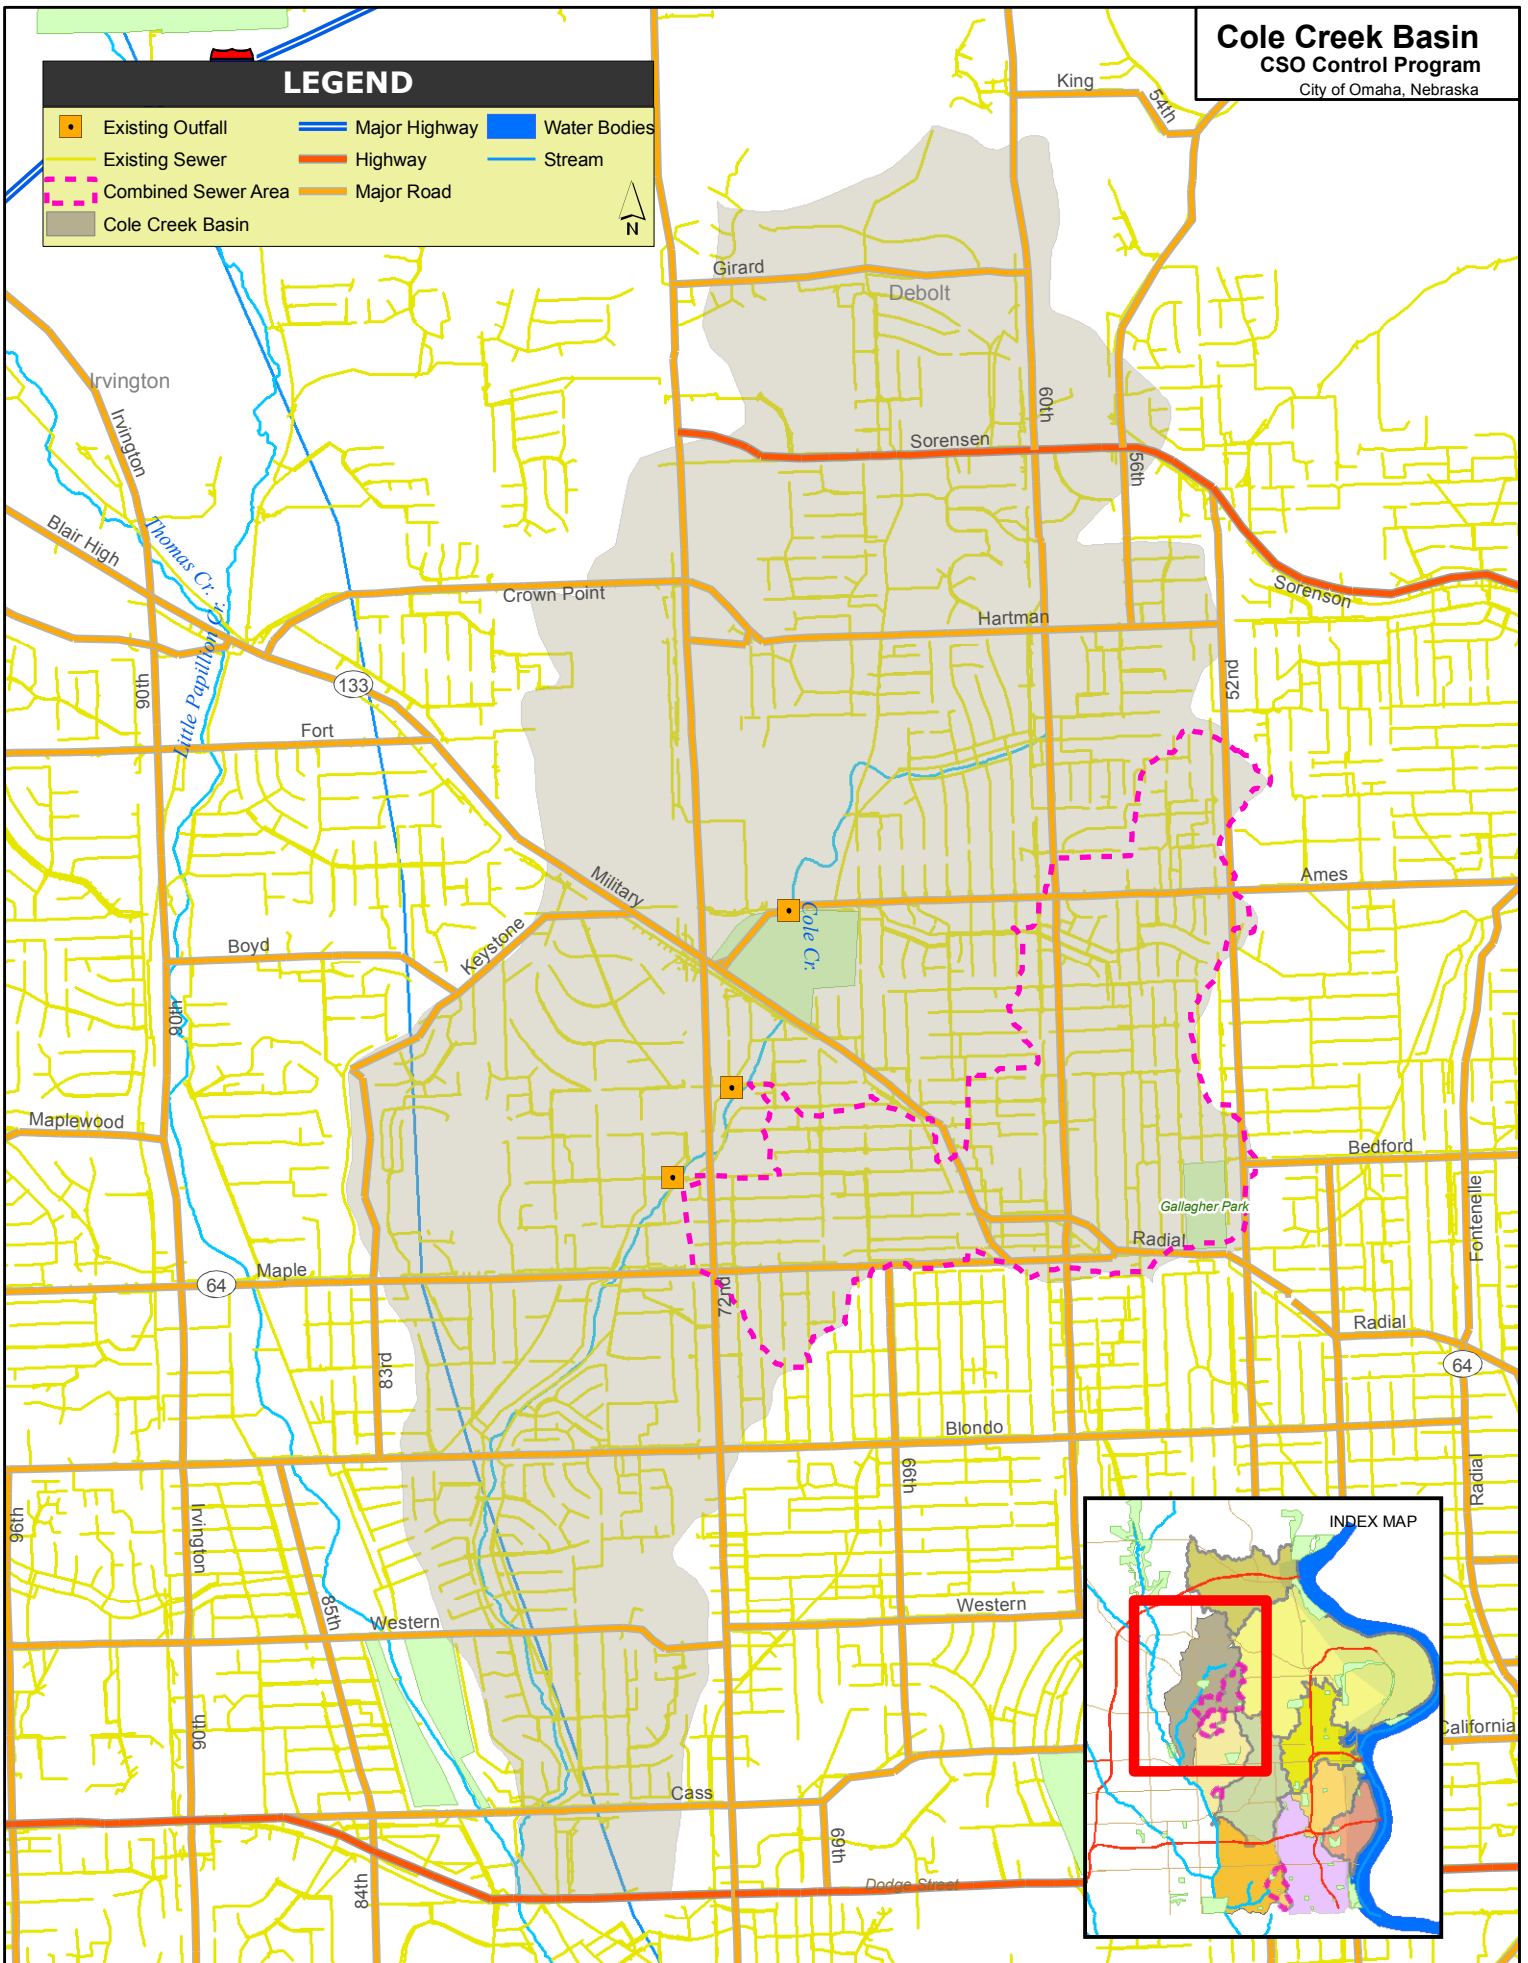 Cole Creek Basin
CSO Control Program
City of Omaha, Nebraska
LEGEND
Existing Outfall
Major Highway
Water Bodies
Existing Sewer
Highway
Stream
Combined Sewer Area
Major Road
Cole Creek Basin
N
King
54th
Girard
Debolt
Irvington
Irvington
60th
Sorensen
56th
Blair High
Thomas Cr.
Crown Point
Sorenson
Hartman
Little Papillion Cr.
90th
133
52nd
Fort
Military
Ames
Cole Cr.
Keystone
Boyd
90th
Maplewood
Bedford
Gallagher Park
Fontenelle
Radial
Maple
64
72nd
Radial
64
83rd
Blondo
66th
Radial
96th
Irvington
INDEX MAP
85th
Western
Western
90th
California
Cass
69th
84th
Dodge Street